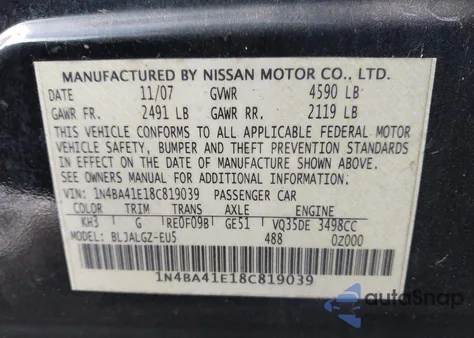 MANUFACTURED BY NISSAN MOTOR CO., LTD.
DATE 11/07 GVWR 4590 LB
GAWR FR. 2491 LB GAWR RR. 2119 LB
THIS VEHICLE CONFORMS TO ALL APPLICABLE FEDERAL MOTOR
VEHICLE SAFETY, BUMPER AND THEFT PREVENTION STANDARDS
IN EFFECT ON THE DATE OF MANUFACTURE SHOWN ABOVE.
SEE OWNERS MANUAL FOR ADDITIONAL INFORMATION.
VIN: 1N4BA41E18C819039 PASSENGER CAR
COLOR TRIM TRANS AXLE ENGINE
KH3 G RE0F09B GE51 VQ35DE 3498CC
MODEL: BLJALGZ-EU5 488 0Z000
1N4BA41E18C819039
autoSnap